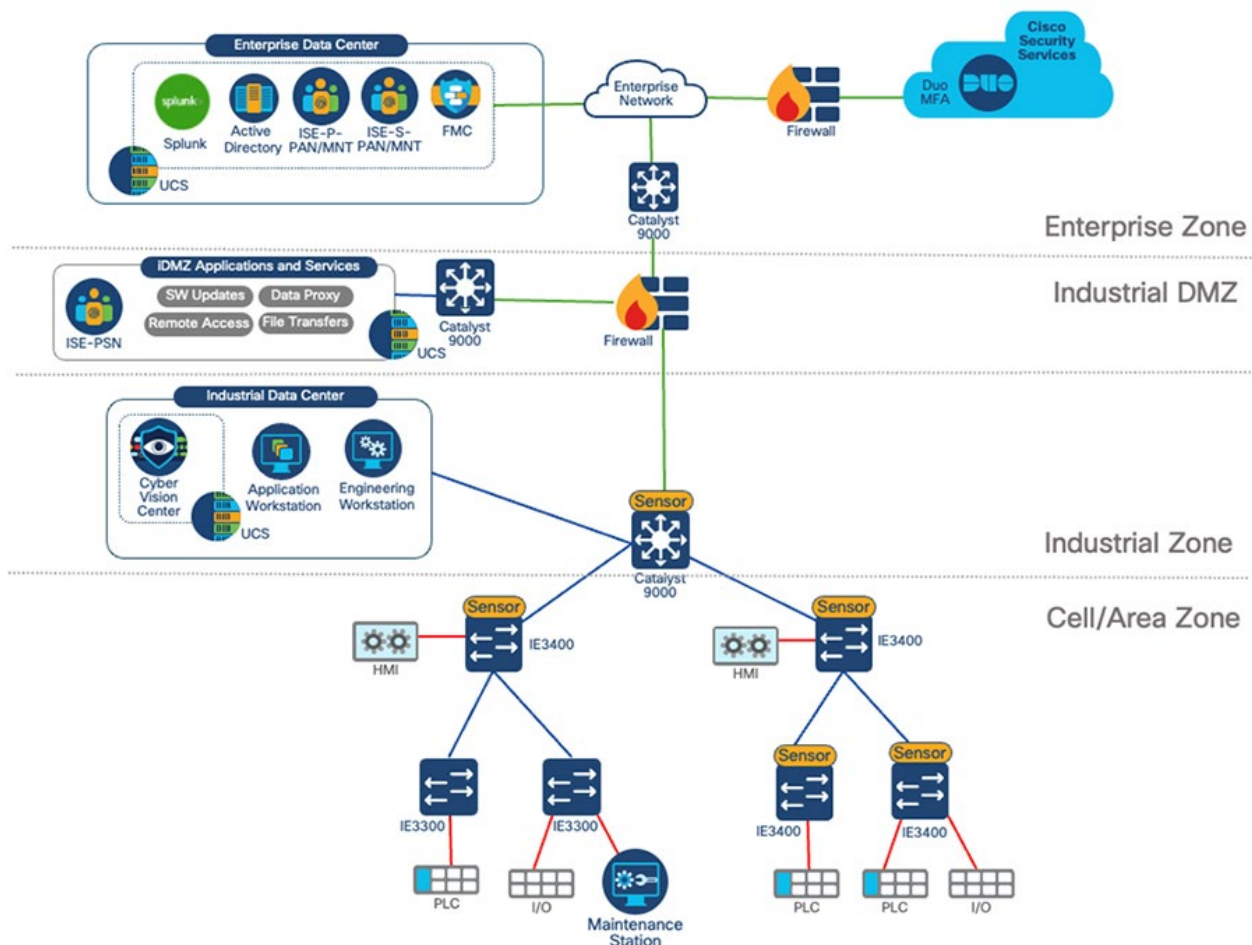 Enterprise Data Center
splunk>
Splunk
Active
Directory
ISE-P-
PAN/MNT
ISE-S-
PAN/MNT
FMC
UCS
Enterprise
Network
Firewall
Cisco
Security
Services
Duo
MFA
DUO
Catalyst
9000
Enterprise Zone
iDMZ Applications and Services
ISE-PSN
SW Updates
Data Proxy
Remote Access
File Transfers
UCS
Catalyst
9000
Firewall
Industrial DMZ
Industrial Data Center
Cyber
Vision
Center
UCS
Application
Workstation
Engineering
Workstation
Sensor
Catalyst
9000
Industrial Zone
Cell/Area Zone
Sensor
IE3400
HMI
Sensor
IE3400
HMI
IE3300
IE3300
Sensor
IE3400
Sensor
IE3400
PLC
I/O
Maintenance
Station
PLC
PLC
I/O